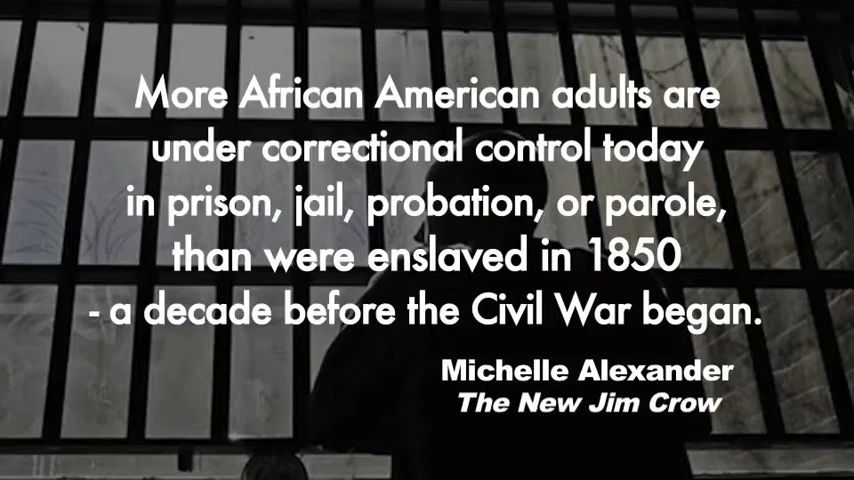 More African American adults are
under correctional control today
in prison, jail, probation, or parole,
than were enslaved in 1850
- a decade before the Civil War began.
Michelle Alexander
The New Jim Crow